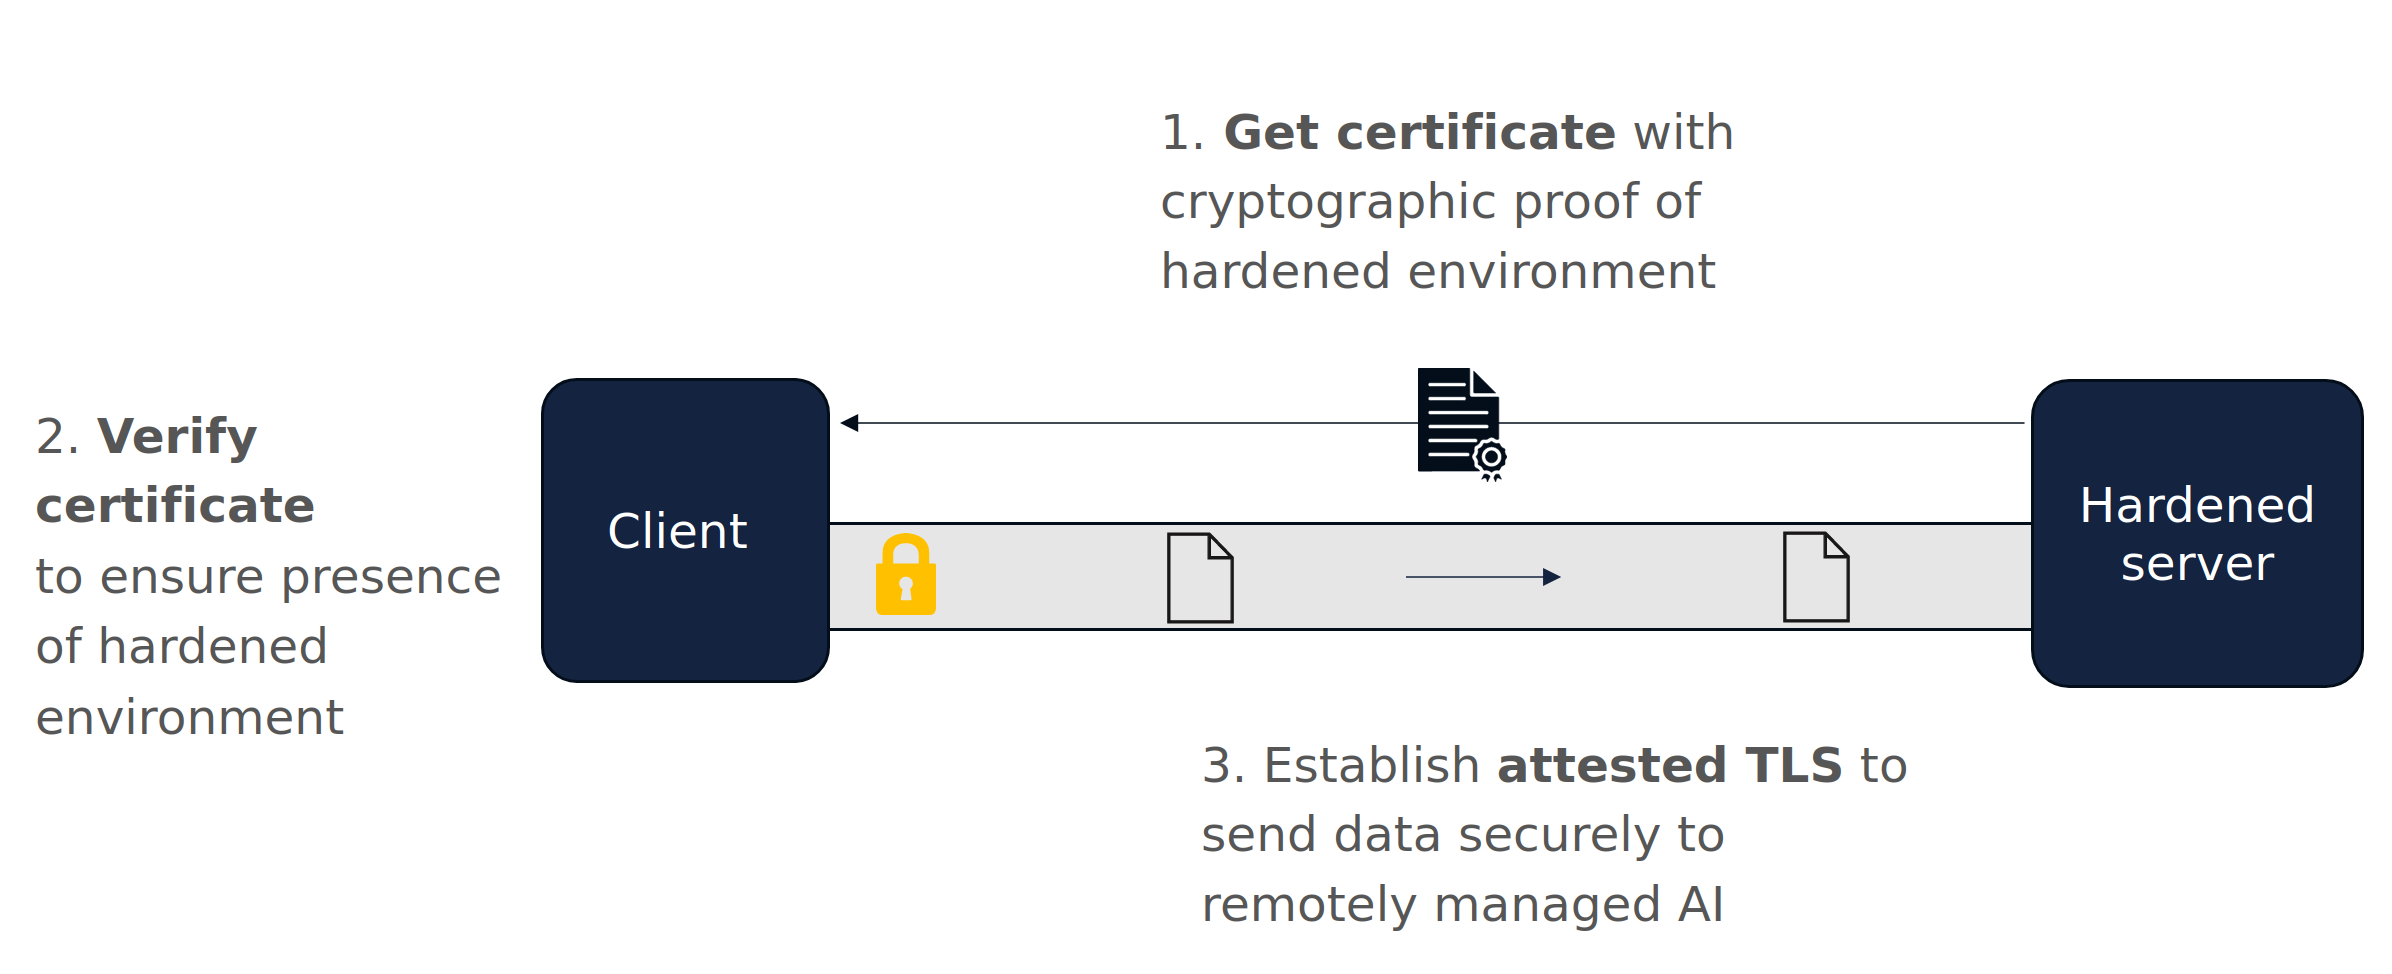 1. Get certificate with
cryptographic proof of
hardened environment
2. Verify
certificate
to ensure presence
of hardened
environment
Client
Hardened
server
3. Establish attested TLS to
send data securely to
remotely managed AI